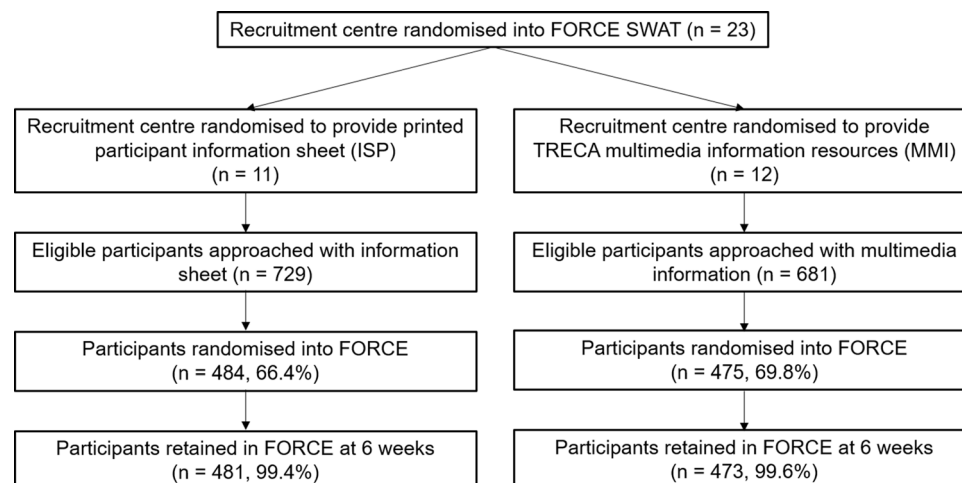 Recruitment centre randomised into FORCE SWAT (n = 23)
Recruitment centre randomised to provide printed
participant information sheet (ISP)
(n = 11)
Recruitment centre randomised to provide
TRECA multimedia information resources (MMI)
(n = 12)
Eligible participants approached with information
sheet (n = 729)
Eligible participants approached with multimedia
information (n = 681)
Participants randomised into FORCE
(n = 484, 66.4%)
Participants randomised into FORCE
(n = 475, 69.8%)
Participants retained in FORCE at 6 weeks
(n = 481, 99.4%)
Participants retained in FORCE at 6 weeks
(n = 473, 99.6%)